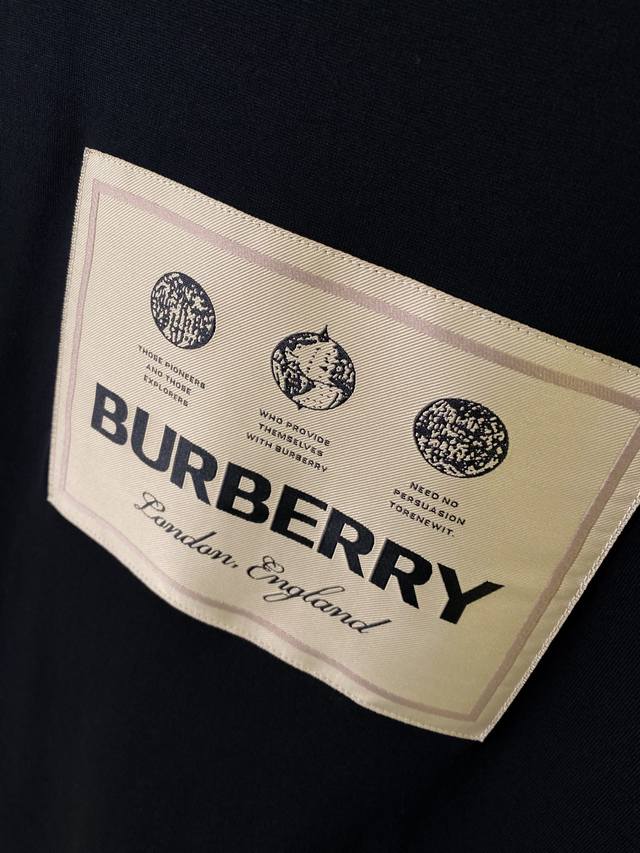 THOSE PIONEERS
AND THOSE
EXPLORERS
WHO PROVIDE
THEMSELVES
WITH BURBERRY
NEED NO
PERSUASION
TORENEWIT.
BURBERRY
London, England